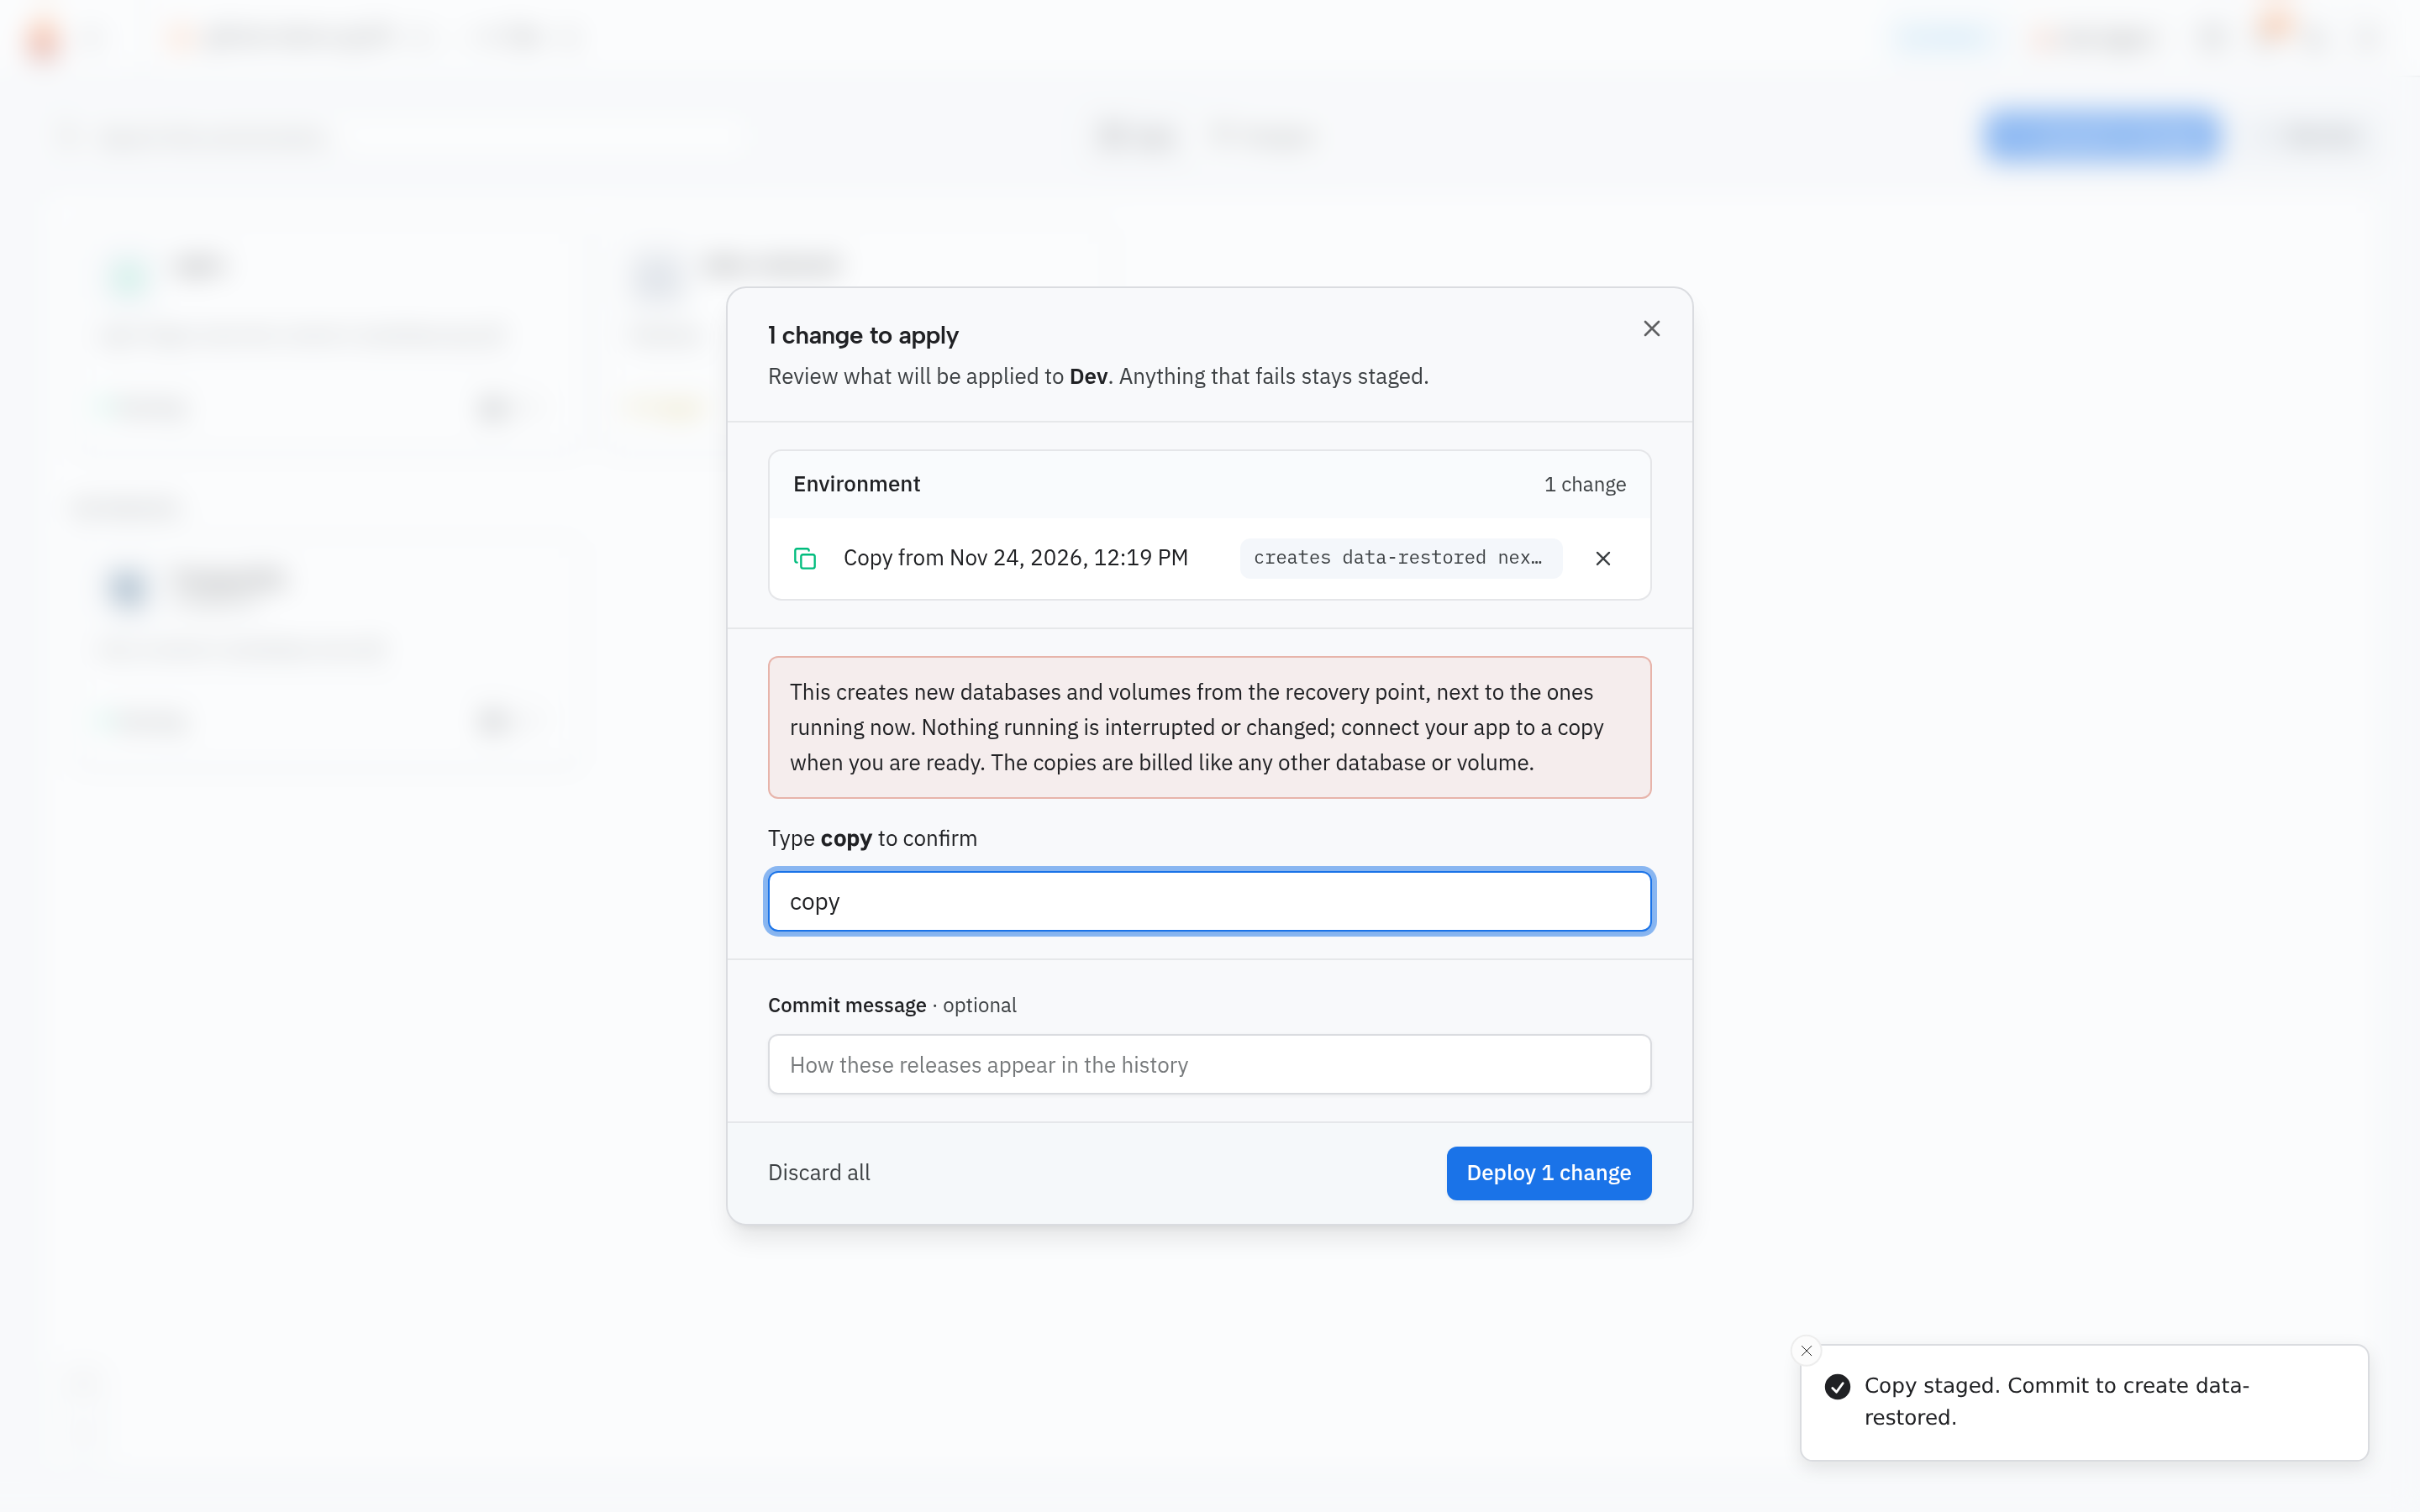 1 change to apply
Review what will be applied to Dev. Anything that fails stays staged.
Environment
1 change
Copy from Nov 24, 2026, 12:19 PM
creates data-restored nex…
This creates new databases and volumes from the recovery point, next to the ones
running now. Nothing running is interrupted or changed; connect your app to a copy
when you are ready. The copies are billed like any other database or volume.
Type copy to confirm
copy
Commit message · optional
How these releases appear in the history
Discard all
Deploy 1 change
Copy staged. Commit to create data-
restored.